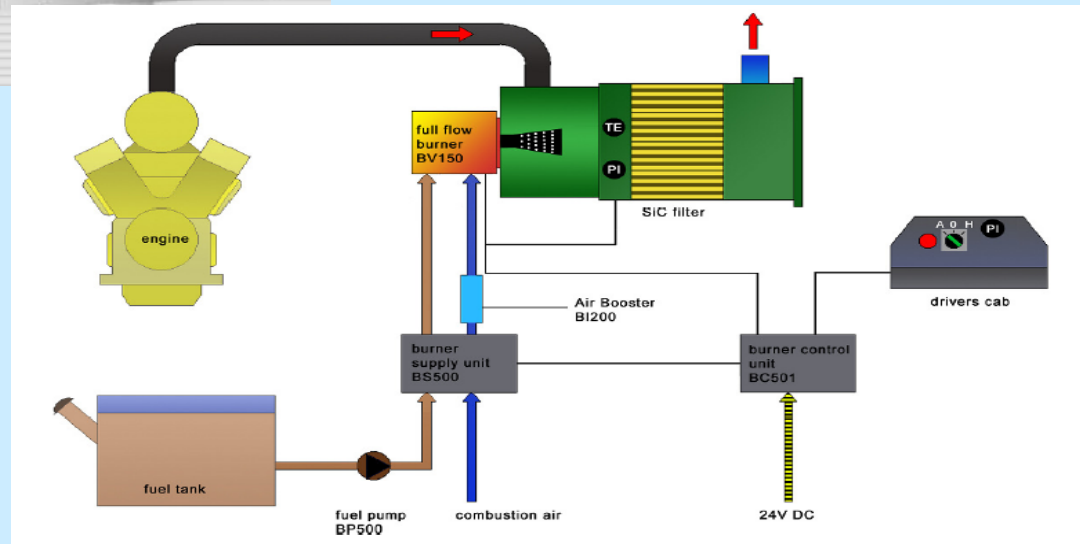 full flow
burner
BV150
TE
PI
SiC filter
engine
A O H
PI
drivers cab
Air Booster
BI200
burner
supply unit
BS500
burner control
unit
BC501
fuel tank
fuel pump
BP500
combustion air
24V DC